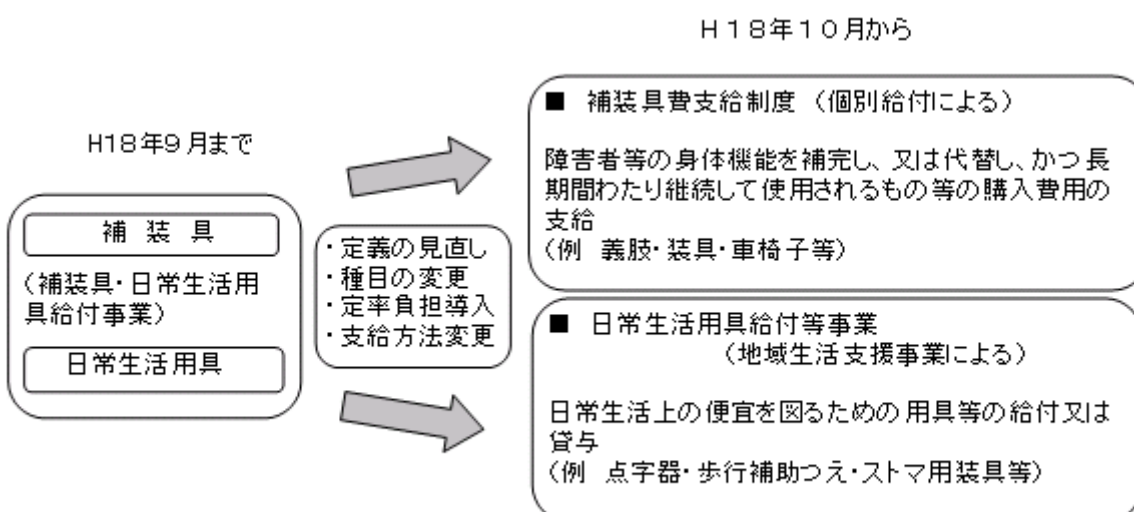 H18年9月まで
補 装 具
（補装具・日常生活用
具給付事業）
日常生活用具
・定義の見直し
・種目の変更
・定率負担導入
・支給方法変更
H18年10月から
■ 補装具費支給制度（個別給付による）
障害者等の身体機能を補完し、又は代替し、かつ長
期間わたり継続して使用されるもの等の購入費用の
支給
（例 義肢・装具・車椅子等）
■ 日常生活用具給付等事業
（地域生活支援事業による）
日常生活上の便宜を図るための用具等の給付又は
貸与
（例 点字器・歩行補助つえ・ストマ用装具等）